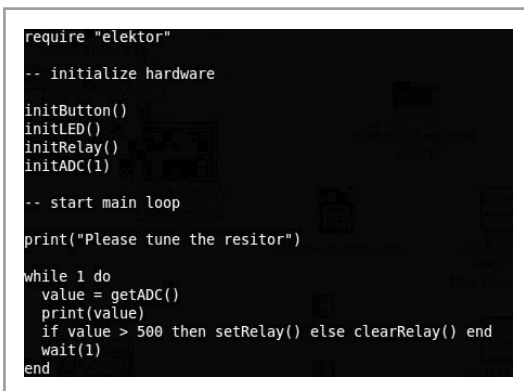 require "elektor"
-- initialize hardware
initButton()
initLED()
initRelay()
initADC(1)
-- start main loop
print("Please tune the resitor")
while 1 do
  value = getADC()
  print(value)
  if value > 500 then setRelay() else clearRelay() end
  wait(1)
end